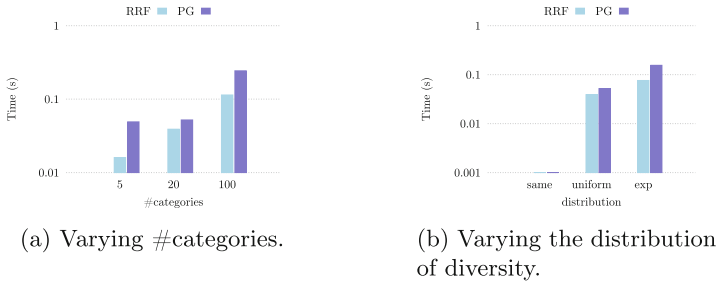 RRF PG
1
0.1
0.01
Time (s)
5 20 100
#categories
(a) Varying #categories.
RRF PG
1
0.1
0.01
0.001
Time (s)
same uniform exp
distribution
(b) Varying the distribution
of diversity.